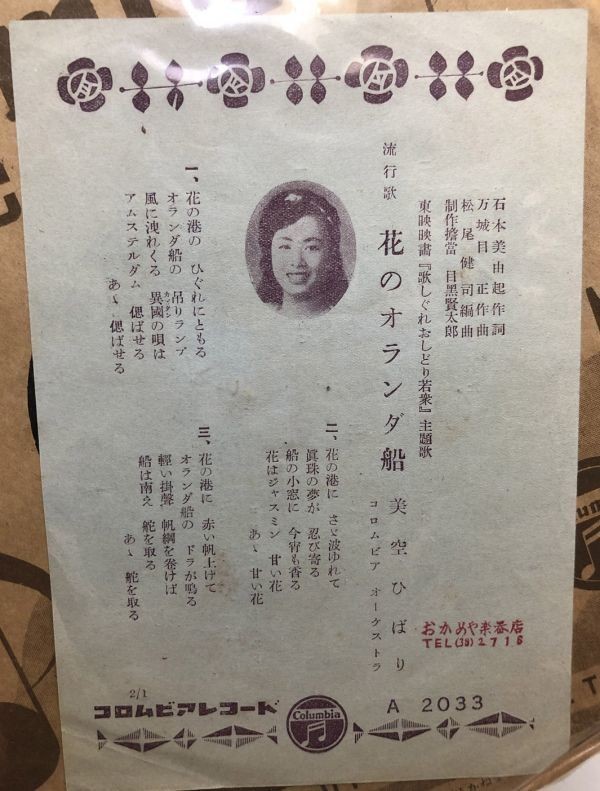 石本美由起作詞
万城目正作曲
松尾健司編曲
制作擔當 目黒賢太郎
東映映畫『歌しぐれおしどり若衆』主題歌
流行歌 花のオランダ船 美空ひばり
コロムビア オーケストラ
一、花の港の ひぐれにともる
オランダ船の 吊りランプ
風に洩れくる 異國の唄は
アムステルダム 偲ばせる
あゝ 偲ばせる
二、花の港に さゞ波ゆれて
眞珠の夢が 忍び寄る
船の小窓に 今宵も香る
花はジャスミン 甘い花
あゝ 甘い花
三、花の港に 赤い帆上げて
オランダ船の ドラが鳴る
輕い掛聲 帆綱を巻けば
船は南え 舵を取る
あゝ 舵を取る
おかめや楽器店
TEL(38)2716
2/1
コロムビアレコード
Columbia
A 2033